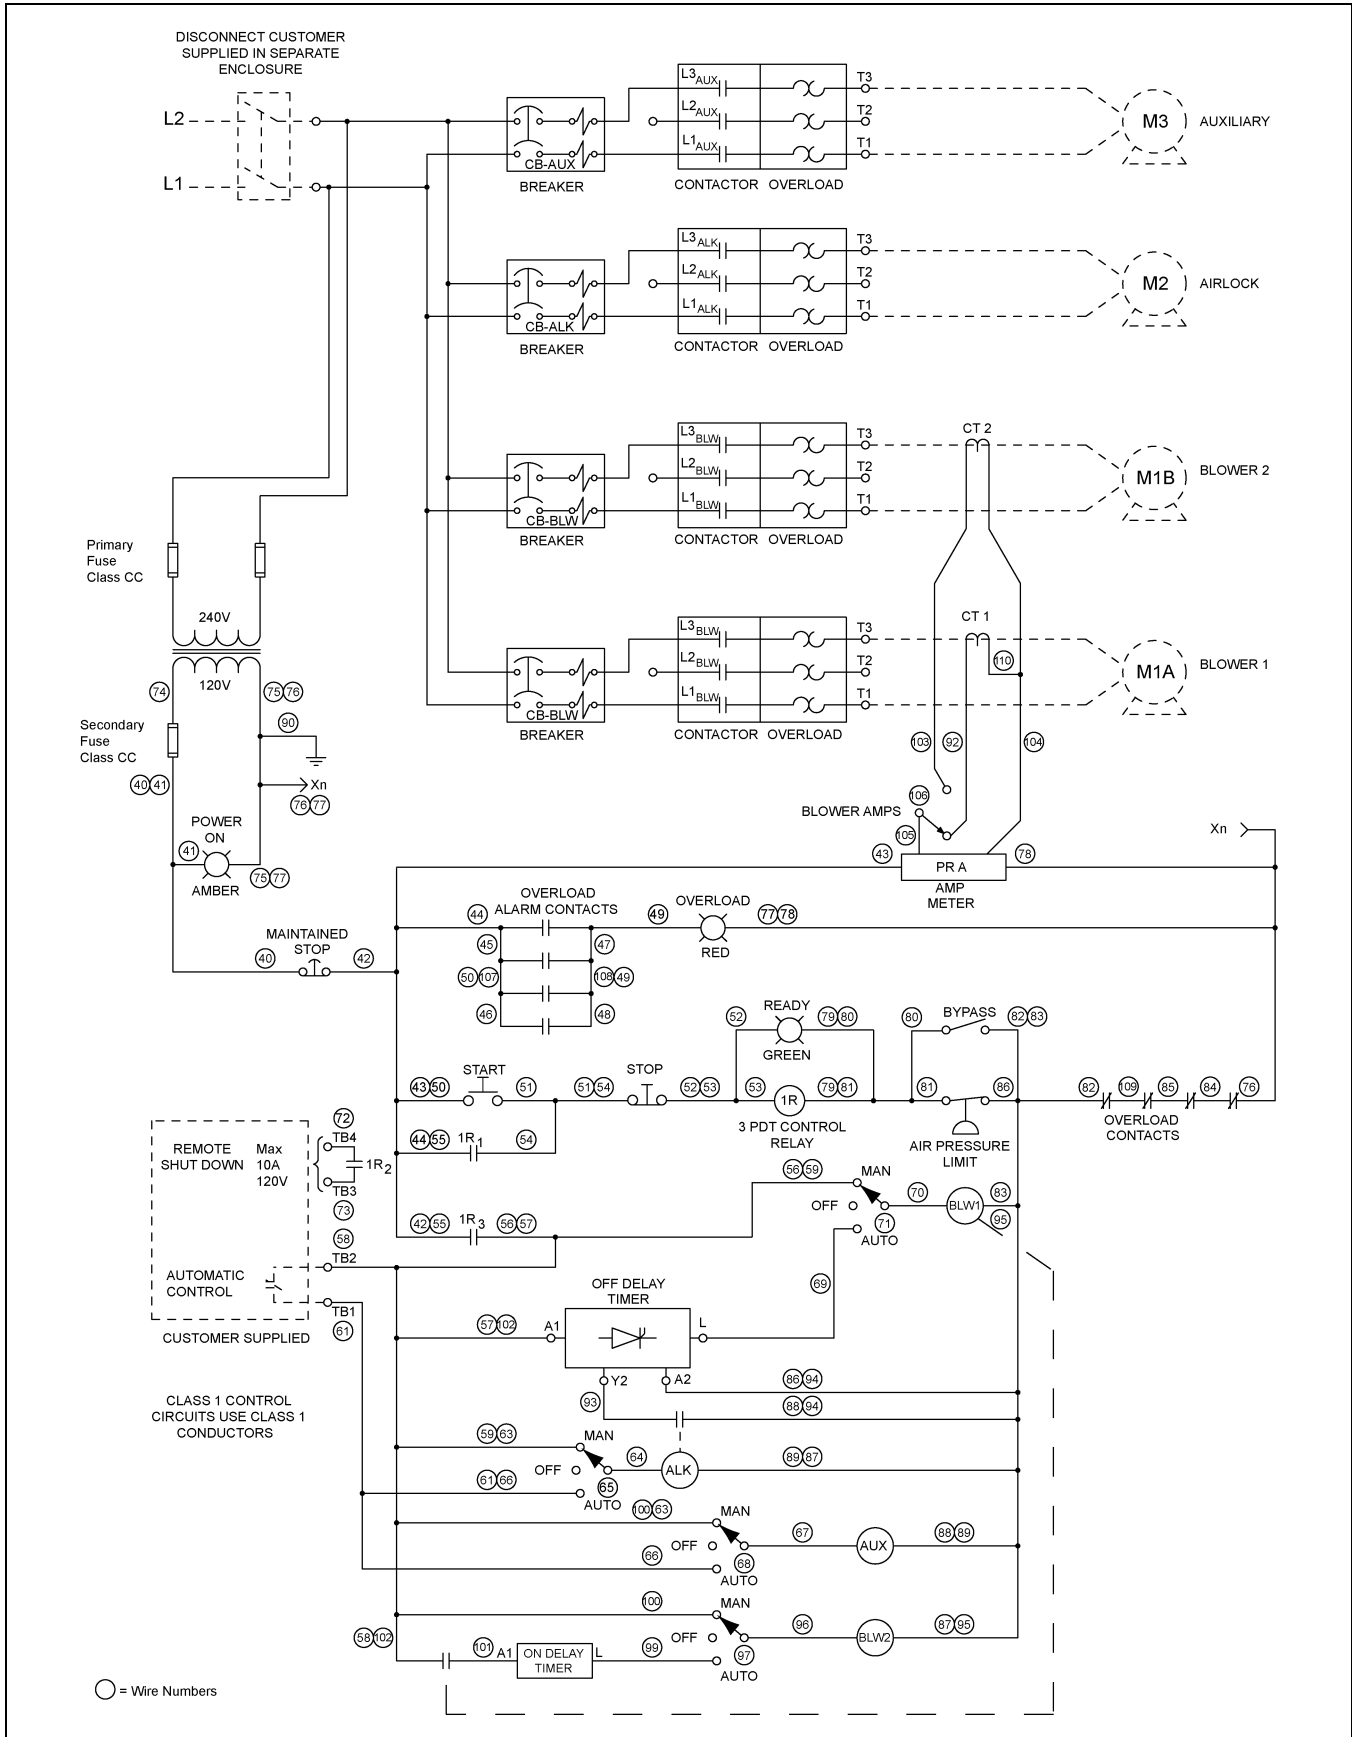 DISCONNECT CUSTOMER
SUPPLIED IN SEPARATE
ENCLOSURE
L2
L1
CB-AUX
BREAKER
L3AUX
L2AUX
L1AUX
CONTACTOR OVERLOAD
T3
T2
T1
M3
AUXILIARY
CB-ALK
BREAKER
L3ALK
L2ALK
L1ALK
CONTACTOR OVERLOAD
T3
T2
T1
M2
AIRLOCK
CB-BLW
BREAKER
L3BLW
L2BLW
L1BLW
CONTACTOR OVERLOAD
T3
T2
T1
CT 2
M1B
BLOWER 2
CB-BLW
BREAKER
L3BLW
L2BLW
L1BLW
CONTACTOR OVERLOAD
T3
T2
T1
CT 1
110
M1A
BLOWER 1
Primary
Fuse
Class CC
240V
120V
74
75 76
90
Secondary
Fuse
Class CC
40 41
Xn
76 77
POWER
ON
41
AMBER
75 77
103
92
104
106
BLOWER AMPS
105
Xn
43
PR A
78
AMP
METER
OVERLOAD
ALARM CONTACTS
44
45
47
50 107
108 49
46
48
49
OVERLOAD
RED
77 78
MAINTAINED
STOP
40
42
52
READY
GREEN
79 80
80
BYPASS
82 83
43 50
START
51
51 54
STOP
52 53
53
1R
79 81
3 PDT CONTROL
RELAY
81
86
AIR PRESSURE
LIMIT
82
109
85
84
76
OVERLOAD
CONTACTS
44 55
1R1
54
REMOTE
SHUT DOWN
Max
10A
120V
72
TB4
1R2
TB3
73
42 55
1R3
56 57
56 59
MAN
OFF
AUTO
71
70
BLW1
83
95
58
TB2
AUTOMATIC
CONTROL
TB1
61
CUSTOMER SUPPLIED
69
OFF DELAY
TIMER
57 102
A1
L
Y2
A2
93
86 94
88 94
CLASS 1 CONTROL
CIRCUITS USE CLASS 1
CONDUCTORS
59 63
MAN
OFF
61 66
65
AUTO
64
ALK
89 87
100 63
MAN
OFF
66
68
AUTO
67
AUX
88 89
100
MAN
OFF
97
AUTO
96
BLW2
87 95
58 102
101
A1
ON DELAY
TIMER
L
99
= Wire Numbers